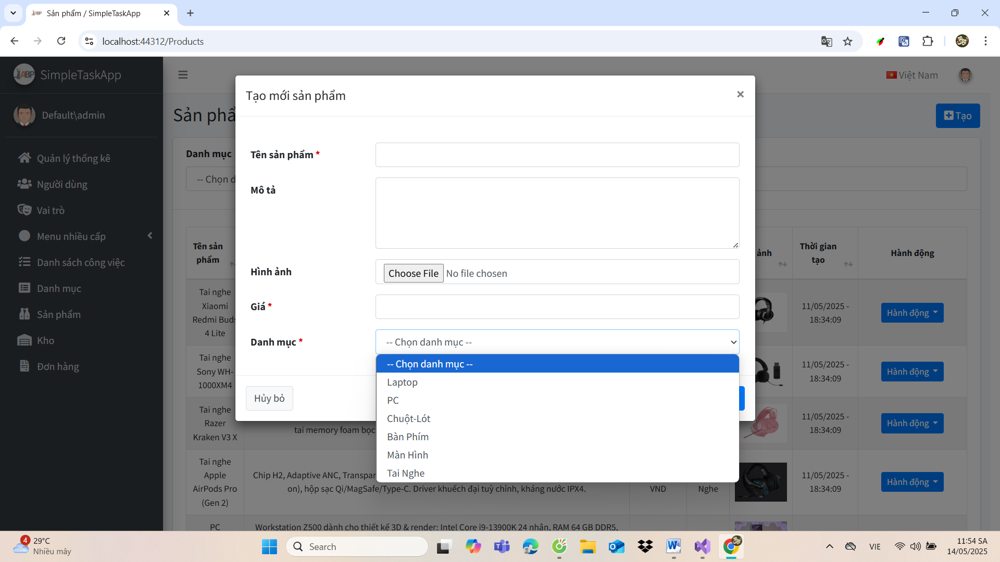 Sản phẩm / SimpleTaskApp
localhost:44312/Products
ABP SimpleTaskApp
Việt Nam
Default\admin
Quản lý thống kê
Người dùng
Vai trò
Menu nhiều cấp
Danh sách công việc
Danh mục
Sản phẩm
Kho
Đơn hàng
Sản phẩ
Tạo
Danh mục
-- Chọn d
Tạo mới sản phẩm
×
Tên sản phẩm *
Mô tả
Hình ảnh
Choose File No file chosen
Giá *
Danh mục *
-- Chọn danh mục --
-- Chọn danh mục --
Laptop
PC
Chuột-Lót
Bàn Phím
Màn Hình
Tai Nghe
Hủy bỏ
Tên sản
phẩm
ảnh
Thời gian
tạo
Hành động
Tai nghe
Xiaomi
Redmi Buds
4 Lite
11/05/2025 -
18:34:09
Hành động
Tai nghe
Sony WH-
1000XM4
11/05/2025 -
18:34:09
Hành động
Tai nghe
Razer
Kraken V3 X
tai memory foam bọc
11/05/2025 -
18:34:09
Hành động
Tai nghe
Apple
AirPods Pro
(Gen 2)
Chip H2, Adaptive ANC, Transpar
on), hộp sạc Qi/MagSafe/Type-C. Driver khuếch đại tuỳ chỉnh, kháng nước IPX4.
VND
Nghe
11/05/2025 -
18:34:09
Hành động
PC
Workstation Z500 dành cho thiết kế 3D & render: Intel Core i9-13900K 24 nhân, RAM 64 GB DDR5,
4
29°C
Nhiều mây
Search
VIE
11:54 SA
14/05/2025